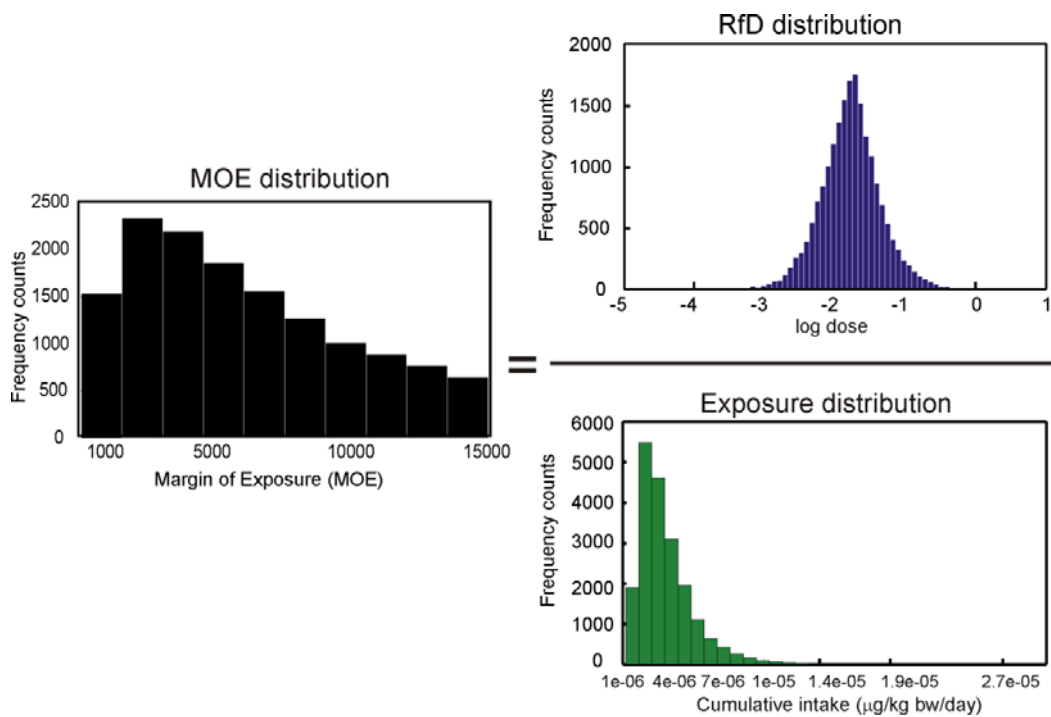 MOE distribution
Frequency counts
2500
2000
1500
1000
500
0
1000 5000 10000 15000
Margin of Exposure (MOE)
=
RfD distribution
Frequency counts
2000
1500
1000
500
0
-5 -4 -3 -2 -1 0 1
log dose
Exposure distribution
Frequency counts
6000
5000
4000
3000
2000
1000
0
1e-06 4e-06 7e-06 1e-05 1.4e-05 1.9e-05 2.7e-05
Cumulative intake (μg/kg bw/day)